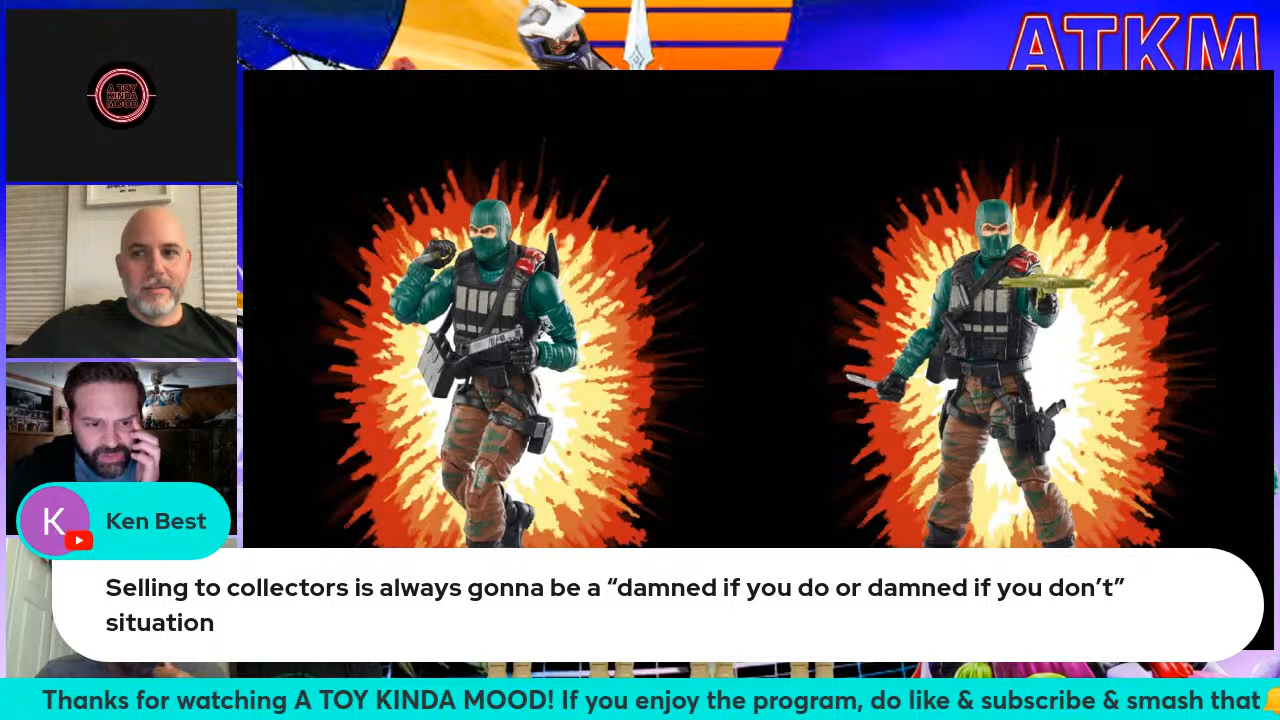 ATKM
A TOY
KINDA
MOOD
K
Ken Best
Selling to collectors is always gonna be a “damned if you do or damned if you don’t”
situation
Thanks for watching A TOY KINDA MOOD! If you enjoy the program, do like & subscribe & smash that